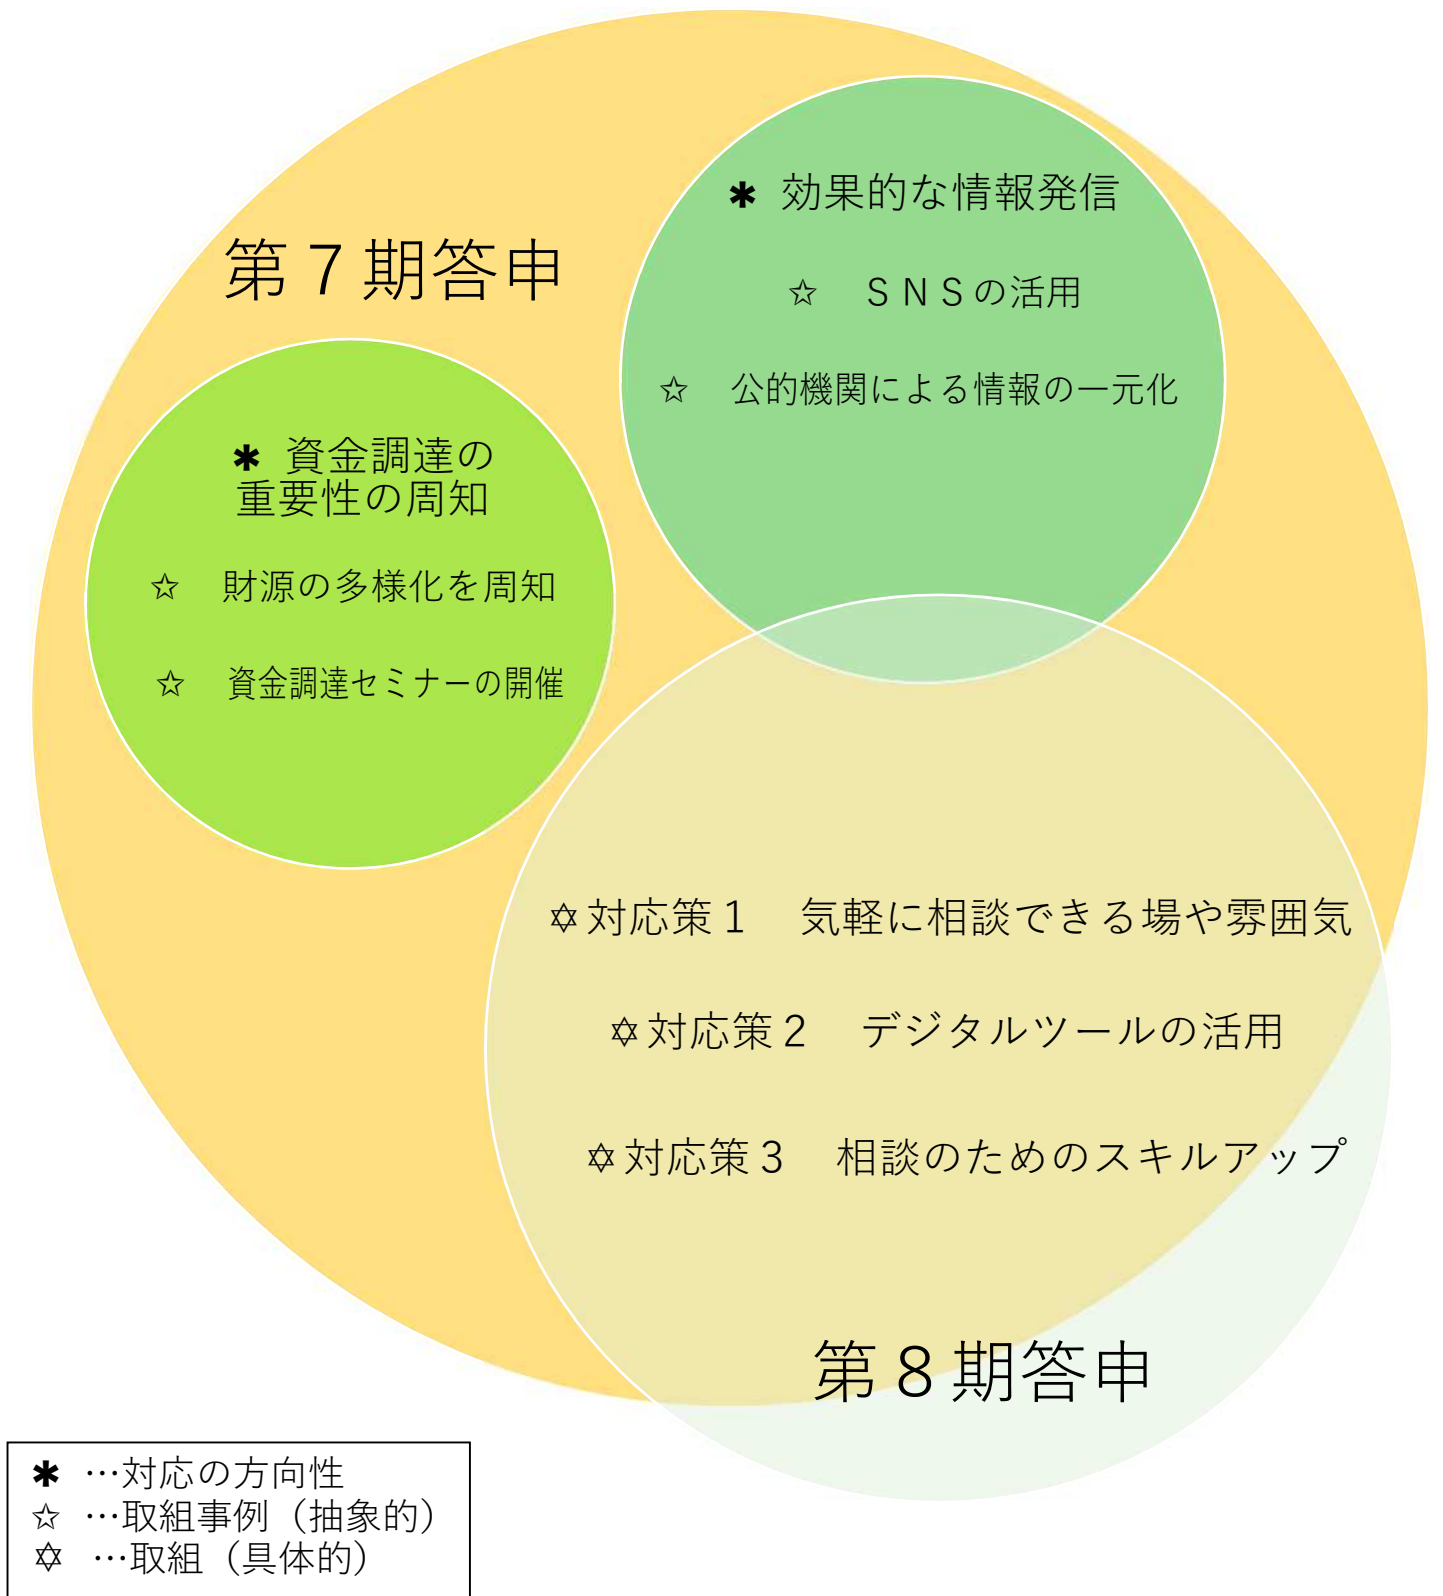 第７期答申
✱ 効果的な情報発信
☆　ＳＮＳの活用
☆　公的機関による情報の一元化
✱ 資金調達の
重要性の周知
☆　財源の多様化を周知
☆　資金調達セミナーの開催
✡対応策１　気軽に相談できる場や雰囲気
✡対応策２　デジタルツールの活用
✡対応策３　相談のためのスキルアップ
第８期答申
✱ …対応の方向性
☆ …取組事例（抽象的）
✡ …取組（具体的）